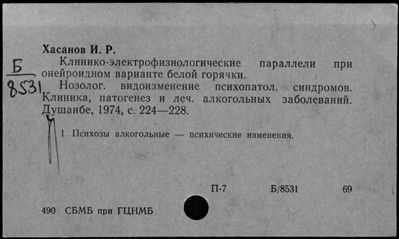 Хасанов И. Р.
Клинико-электрофизиологические параллели при
онейроидном варианте белой горячки.
Б
8531
Нозолог. видоизменение психопатол. синдромов.
Клиника, патогенез и леч. алкогольных заболеваний.
Душанбе, 1974, с. 224—228.
1. Психозы алкогольные — психические изменения.
П-7 Б/8531 69
490 СБМБ при ГЦНМБ